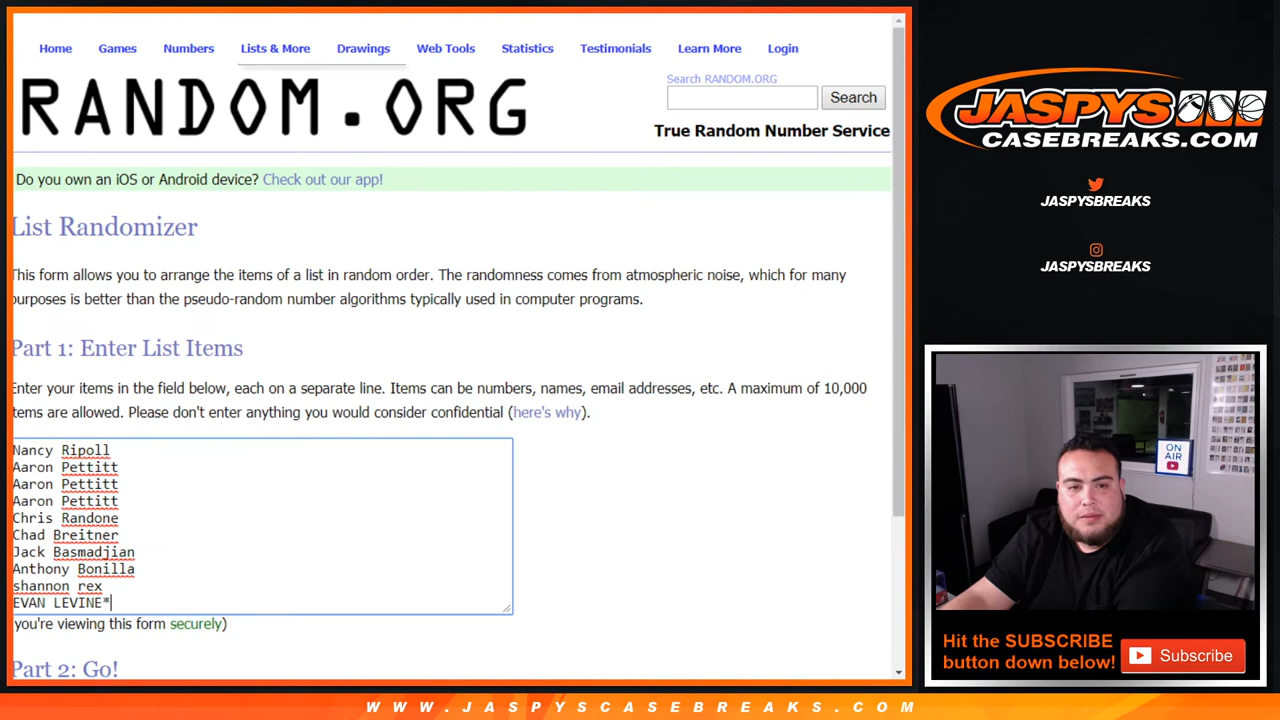 Home Games Numbers Lists & More Drawings Web Tools Statistics Testimonials Learn More Login
RANDOM.ORG
Search RANDOM.ORG
Search
True Random Number Service
Do you own an iOS or Android device? Check out our app!
List Randomizer
This form allows you to arrange the items of a list in random order. The randomness comes from atmospheric noise, which for many
purposes is better than the pseudo-random number algorithms typically used in computer programs.
Part 1: Enter List Items
Enter your items in the field below, each on a separate line. Items can be numbers, names, email addresses, etc. A maximum of 10,000
items are allowed. Please don't enter anything you would consider confidential (here's why).
Nancy Ripoll
Aaron Pettitt
Aaron Pettitt
Aaron Pettitt
Chris Randone
Chad Breitner
Jack Basmadjian
Anthony Bonilla
shannon rex
EVAN LEVINE*
you're viewing this form securely)
Part 2: Go!
JASPYS
CASEBREAKS.COM
JASPYSBREAKS
JASPYSBREAKS
ON
AIR
Hit the SUBSCRIBE
button down below!
Subscribe
WWW.JASPYSCASEBREAKS.COM